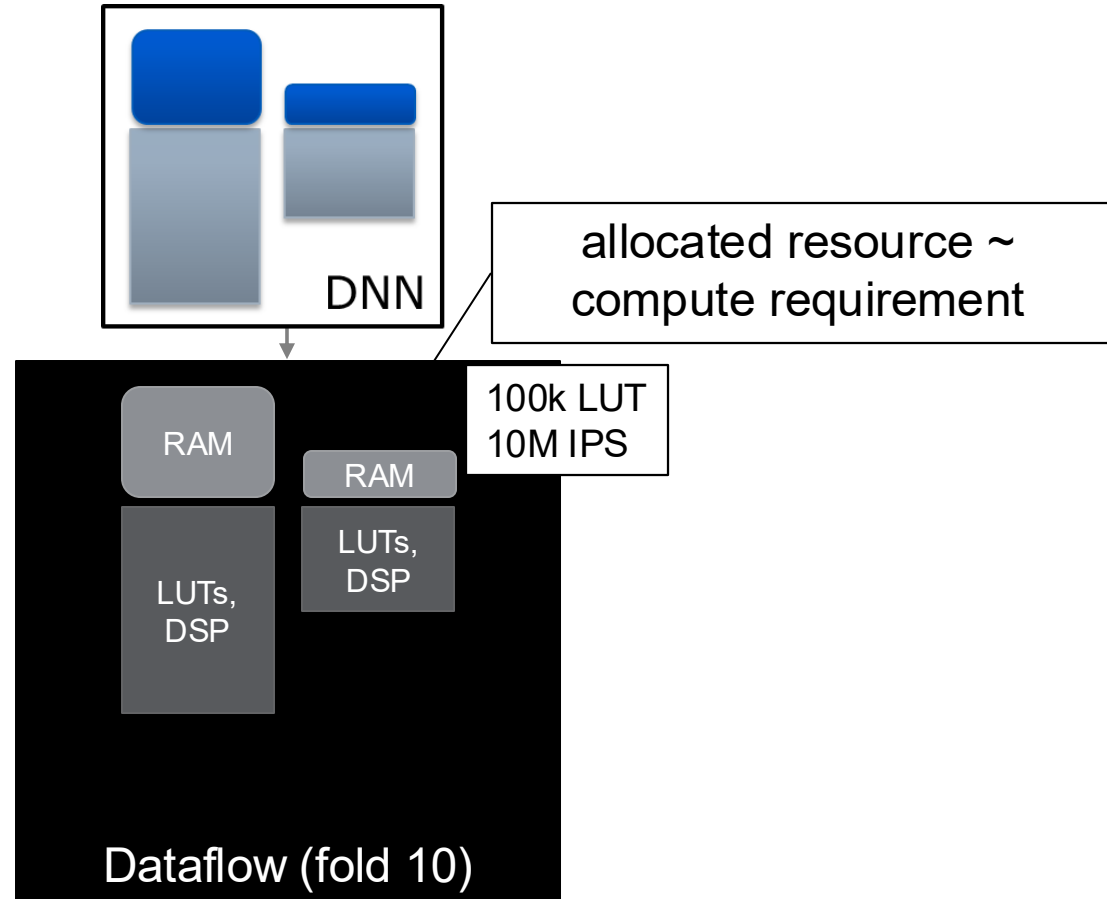 DNN
allocated resource ~
compute requirement
100k LUT
10M IPS
RAM
RAM
LUTs,
DSP
LUTs,
DSP
Dataflow (fold 10)